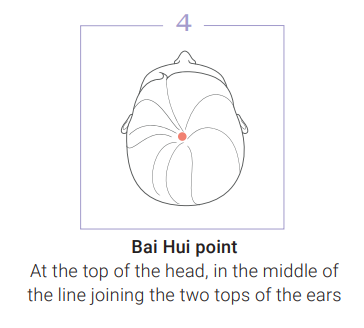 4
Bai Hui point
At the top of the head, in the middle of
the line joining the two tops of the ears